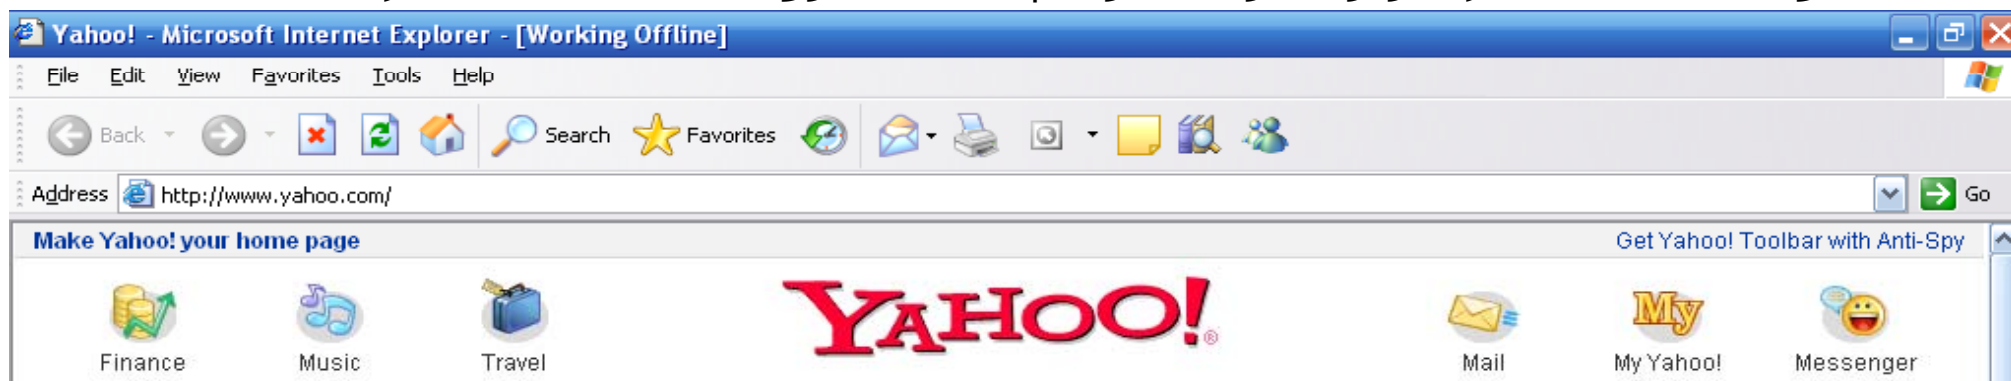 Yahoo! - Microsoft Internet Explorer - [Working Offline]
File Edit View Favorites Tools Help
Back Search Favorites
Address http://www.yahoo.com/ Go
Make Yahoo! your home page Get Yahoo! Toolbar with Anti-Spy
YAHOO!®
My
Finance Music Travel Mail My Yahoo! Messenger